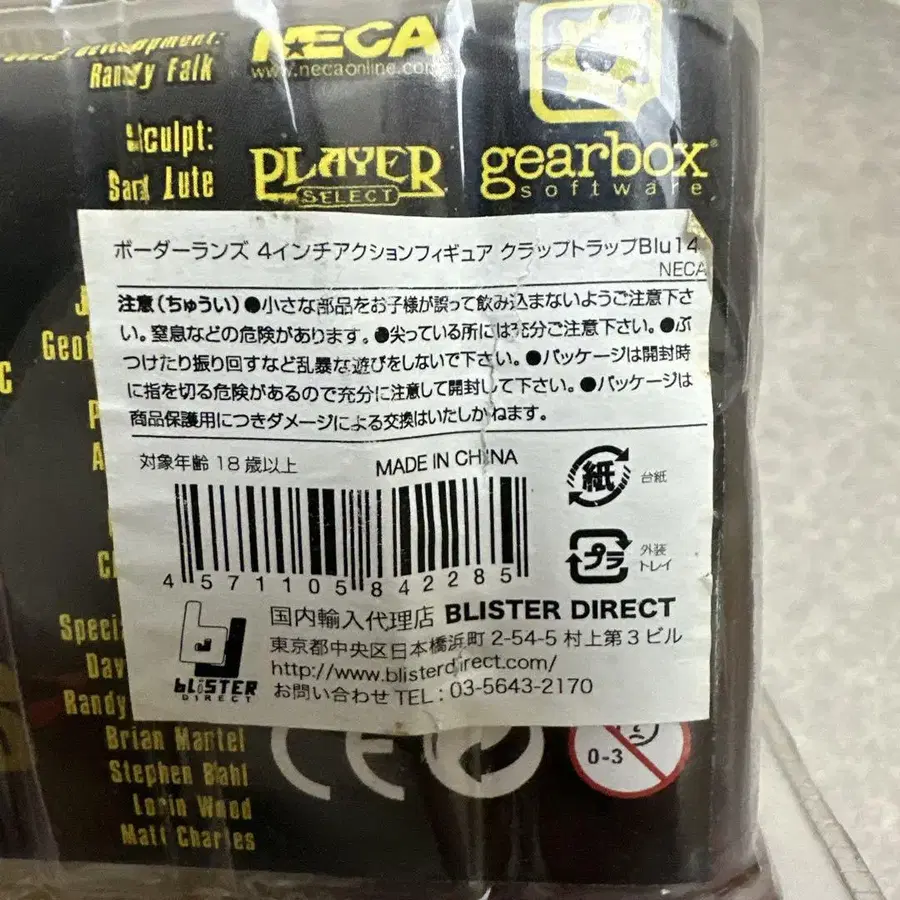 Randy Falk
NECA
www.necaonline.com
Sculpt:
Lute
PLAYER
SELECT
gearbox
software
ボーダーランズ 4インチアクションフィギュア クラップトラップBlu14
NECA
注意(ちゅうい)●小さな部品をお子様が誤って飲み込まないようご注意下さ
い。窒息などの危険があります。●尖っている所には充分ご注意下さい。●ぶ
つけたり振り回すなど乱暴な遊びをしないで下さい。●パッケージは開封時
に指を切る危険があるので充分に注意して開封して下さい。●パッケージは
商品保護用につきダメージによる交換はいたしかねます。
対象年齢 18歳以上
MADE IN CHINA
紙
台紙
プラ
外装
トレイ
4 571105 842285
国内輸入代理店 BLISTER DIRECT
東京都中央区日本橋浜町 2-54-5 村上第3ビル
http://www.blisterdirect.com/
お問い合わせ TEL : 03-5643-2170
BLISTER
DIRECT
Randy
Brian Mantel
Stephen Bahl
Lorin Wood
Matt Charles
CE
0-3